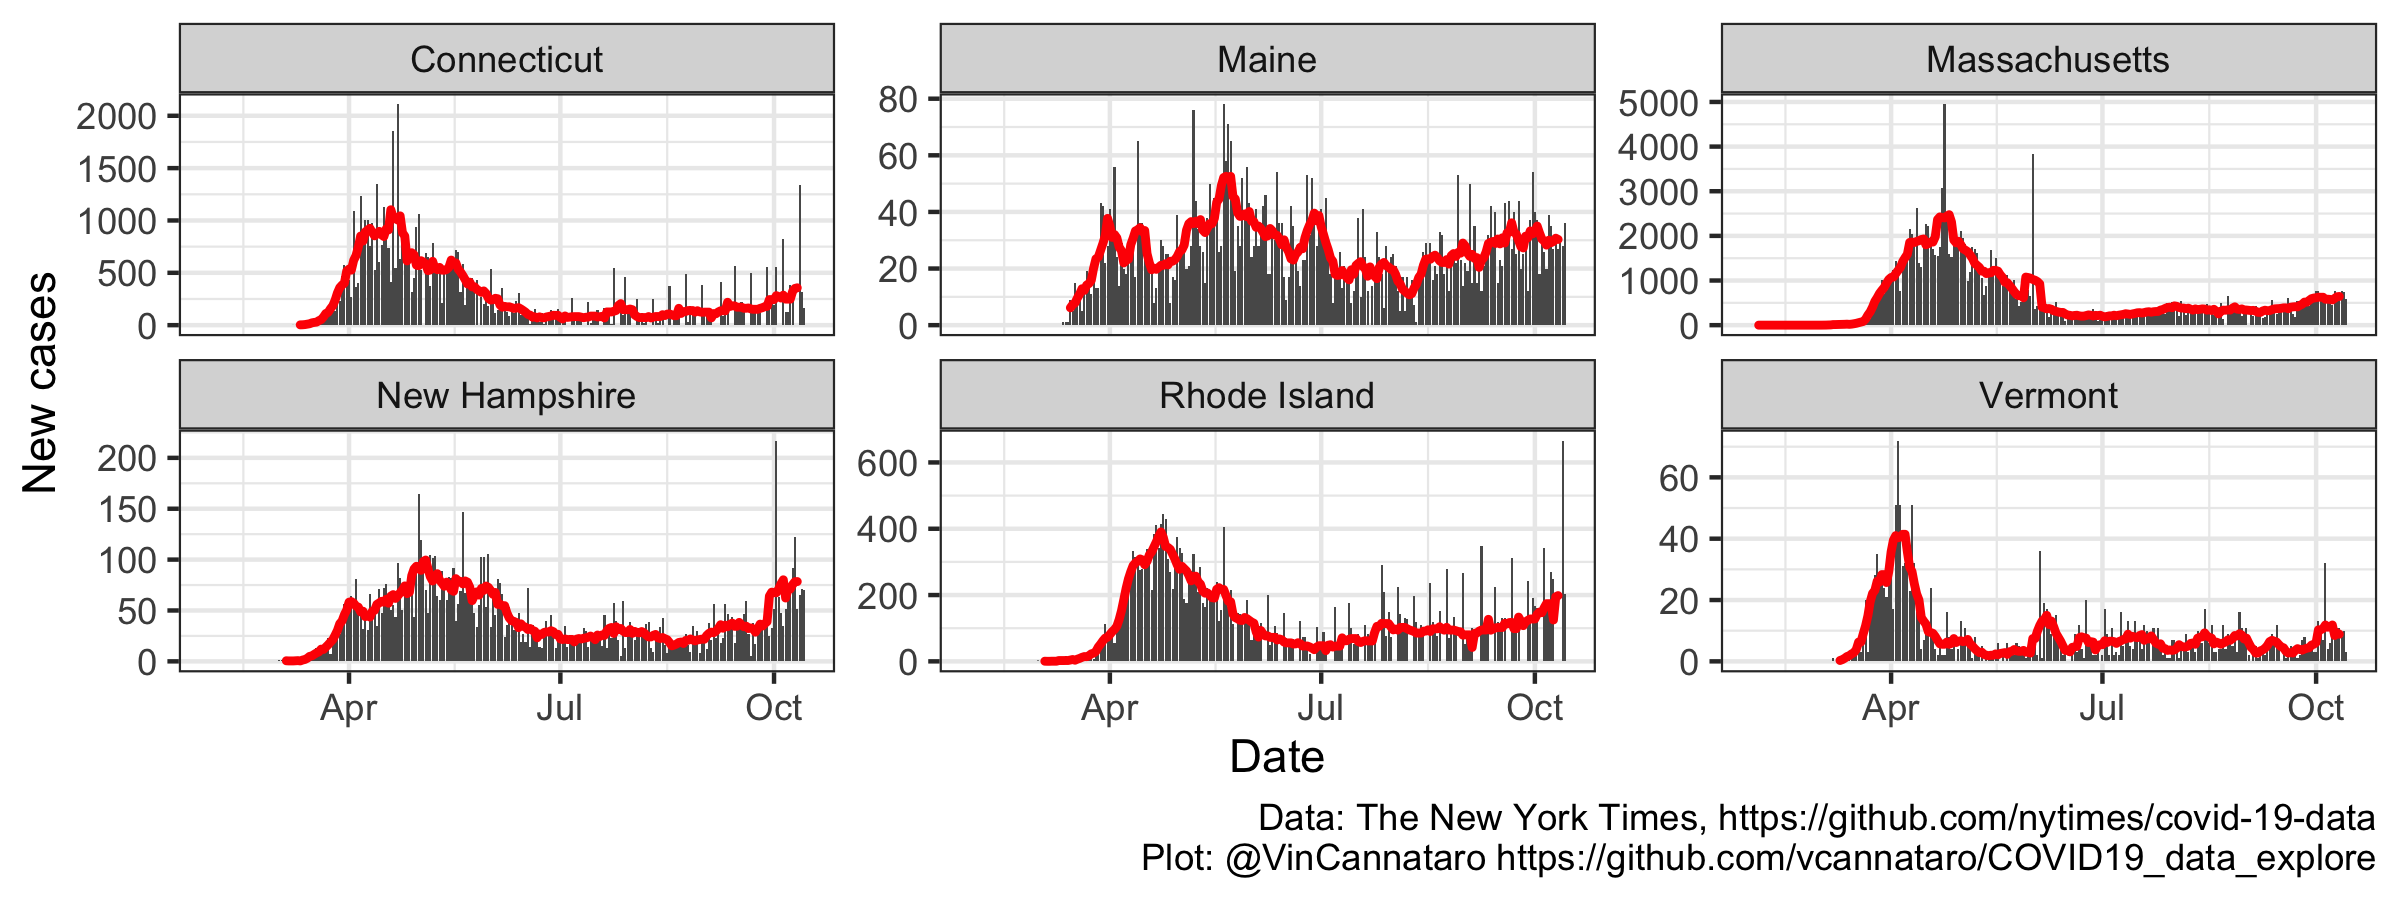 Connecticut
Maine
Massachusetts
2000
1500
1000
500
0
80
60
40
20
0
5000
4000
3000
2000
1000
0
New cases
New Hampshire
Rhode Island
Vermont
200
150
100
50
0
600
400
200
0
60
40
20
0
Apr Jul Oct
Apr Jul Oct
Apr Jul Oct
Date
Data: The New York Times, https://github.com/nytimes/covid-19-data
Plot: @VinCannataro https://github.com/vcannataro/COVID19_data_explore